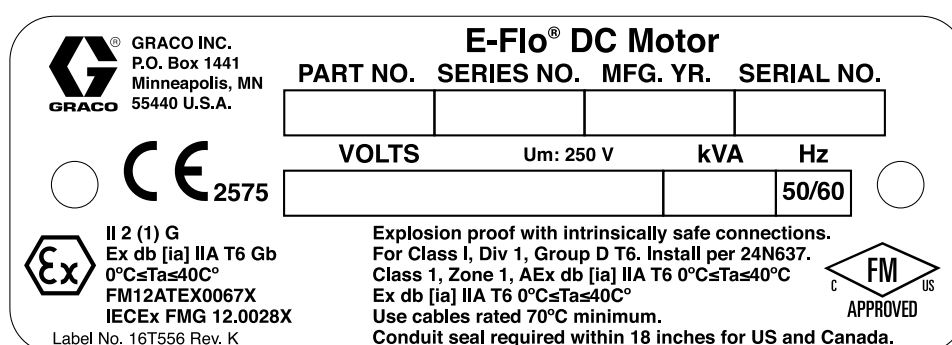 GRACO
®
GRACO INC.
P.O. Box 1441
Minneapolis, MN
55440 U.S.A.
E-Flo® DC Motor
PART NO. SERIES NO. MFG. YR. SERIAL NO.
VOLTS Um: 250 V kVA Hz
50/60
CE 2575
Ex
II 2 (1) G
Ex db [ia] IIA T6 Gb
0°C≤Ta≤40C°
FM12ATEX0067X
IECEx FMG 12.0028X
Label No. 16T556 Rev. K
Explosion proof with intrinsically safe connections.
For Class I, Div 1, Group D T6. Install per 24N637.
Class 1, Zone 1, AEx db [ia] IIA T6 0°C≤Ta≤40°C
Ex db [ia] IIA T6 0°C≤Ta≤40C°
Use cables rated 70°C minimum.
Conduit seal required within 18 inches for US and Canada.
FM
C US
APPROVED